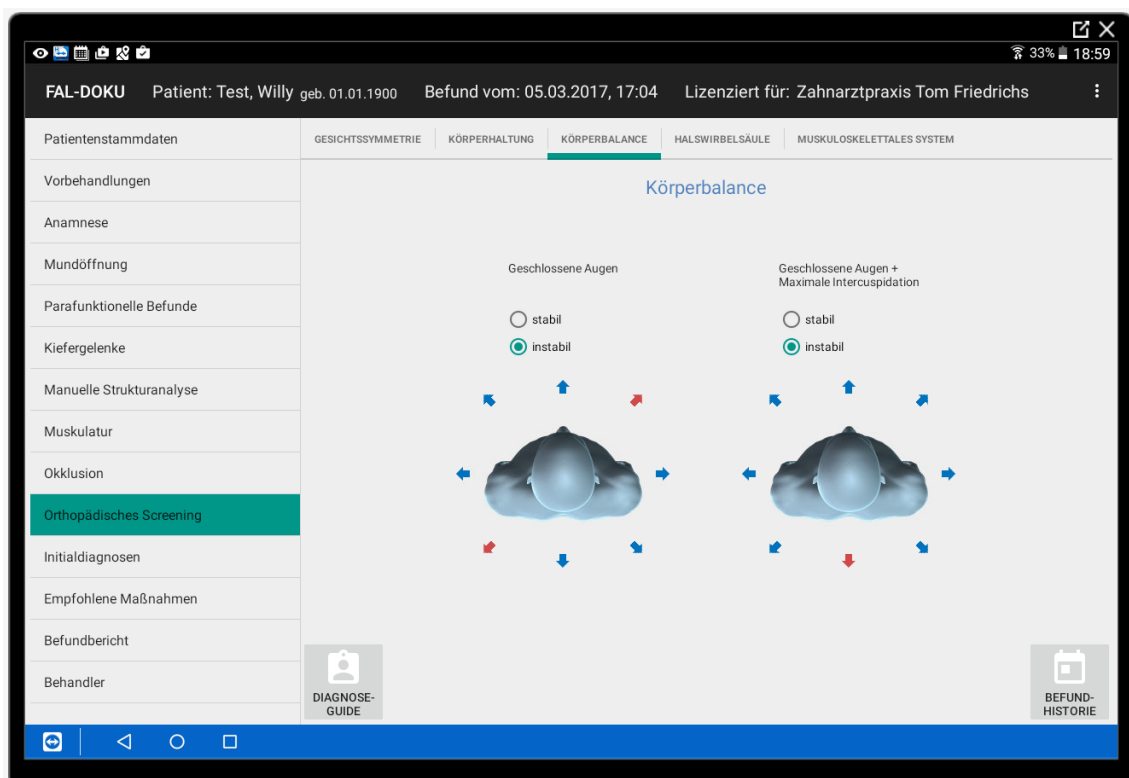 33% 18:59
FAL-DOKU Patient: Test, Willy geb. 01.01.1900 Befund vom: 05.03.2017, 17:04 Lizenziert für: Zahnarztpraxis Tom Friedrichs
Patientenstammdaten
Vorbehandlungen
Anamnese
Mundöffnung
Parafunktionelle Befunde
Kiefergelenke
Manuelle Strukturanalyse
Muskulatur
Okklusion
Orthopädisches Screening
Initialdiagnosen
Empfohlene Maßnahmen
Befundbericht
Behandler
GESICHTSSYMMETRIE KÖRPERHALTUNG KÖRPERBALANCE HALSWIRBELSÄULE MUSKULOSKELETTALES SYSTEM
Körperbalance
Geschlossene Augen
stabil
instabil
Geschlossene Augen +
Maximale Intercuspidation
stabil
instabil
DIAGNOSE-
GUIDE
BEFUND-
HISTORIE